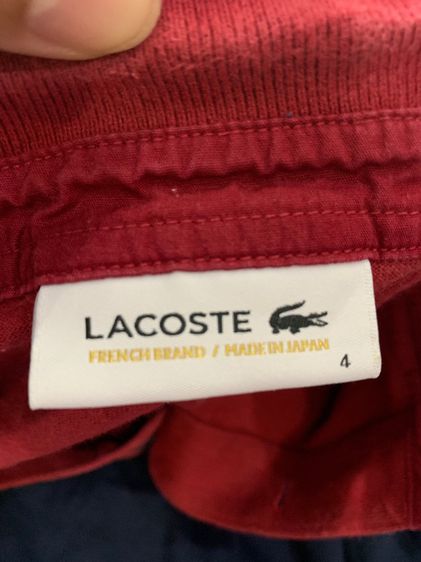 LACOSTE
FRENCH BRAND / MADE IN JAPAN
4